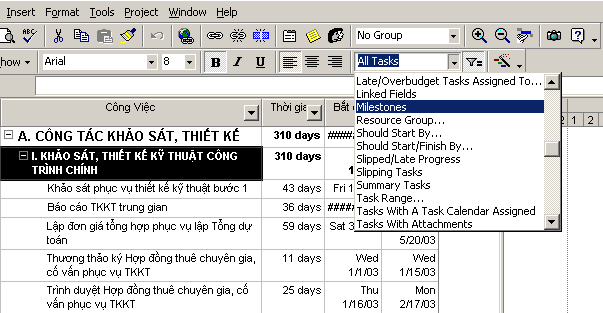 Insert Format Tools Project Window Help
No Group
how Arial 8 B I U All Tasks
Late/Overbudget Tasks Assigned To...
Linked Fields
Milestones
Resource Group...
Should Start By...
Should Start/Finish By...
Slipped/Late Progress
Slipping Tasks
Summary Tasks
Task Range...
Tasks With A Task Calendar Assigned
Tasks With Attachments
Công Việc Thời gia Bắt
A. CÔNG TÁC KHẢO SÁT, THIẾT KẾ 310 days
I. KHẢO SÁT, THIẾT KẾ KỸ THUẬT CÔNG TRÌNH CHÍNH 310 days
Khảo sát phục vụ thiết kế kỹ thuật bước 1 43 days Fri 1
Báo cáo TKKT trung gian 36 days ####
Lập đơn giá tổng hợp phục vụ lập Tổng dự toán 59 days Sat 3 5/20/03
Thương thảo ký Hợp đồng thuê chuyên gia, cố vấn phục vụ TKKT 11 days Wed 1/1/03 Wed 1/15/03
Trình duyệt Hợp đồng thuê chuyên gia, cố vấn phục vụ TKKT 25 days Thu 1/16/03 Mon 2/17/03